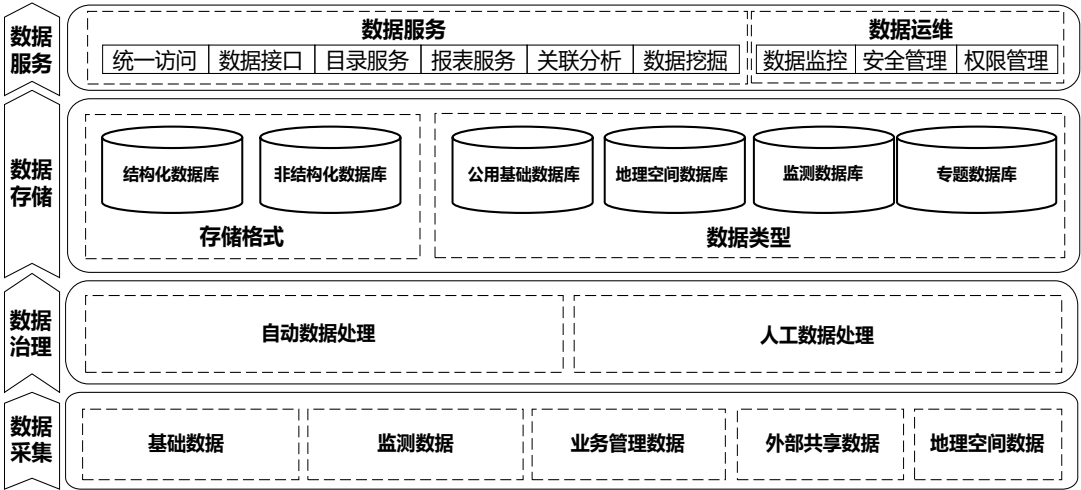 数据
服务
数据服务
统一访问 数据接口 目录服务 报表服务 关联分析 数据挖掘
数据运维
数据监控 安全管理 权限管理
数据
存储
结构化数据库 非结构化数据库
存储格式
公用基础数据库 地理空间数据库 监测数据库 专题数据库
数据类型
数据
治理
自动数据处理 人工数据处理
数据
采集
基础数据 监测数据 业务管理数据 外部共享数据 地理空间数据